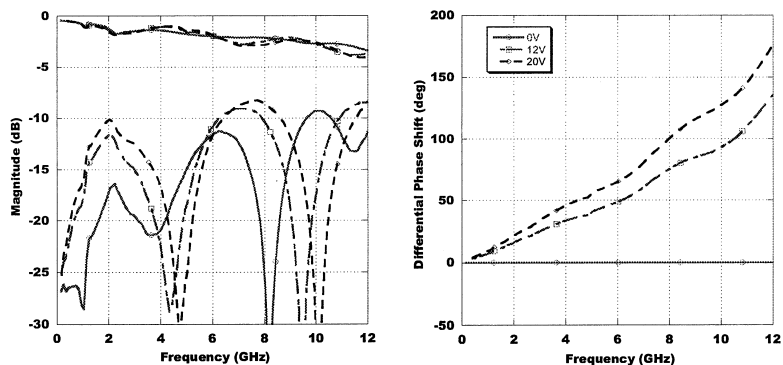 0
-5
-10
-15
-20
-25
-30
Magnitude (dB)
0 2 4 6 8 10 12
Frequency (GHz)
200
150
100
50
0
-50
Differential Phase Shift (deg)
0V
12V
20V
0 2 4 6 8 10 12
Frequency (GHz)